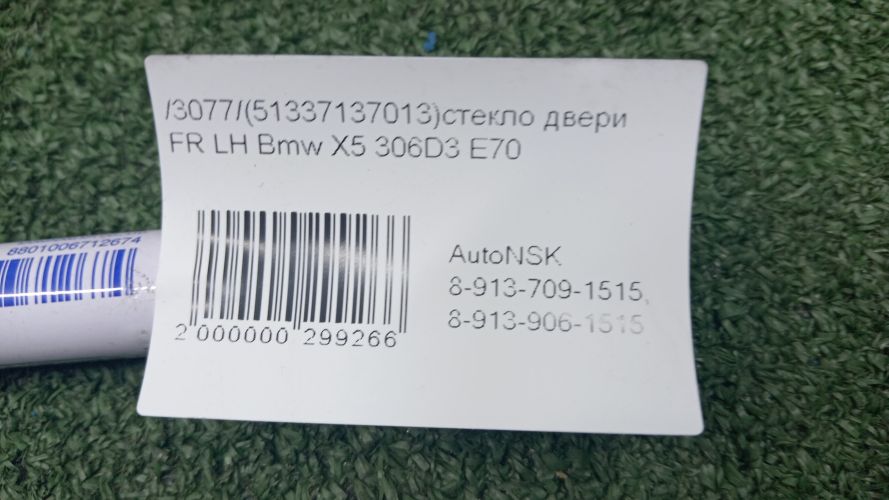 /3077/(51337137013)стекло двери
FR LH Bmw X5 306D3 E70
AutoNSK
8-913-709-1515,
8-913-906-1515
2 000000 299266
8801006712674